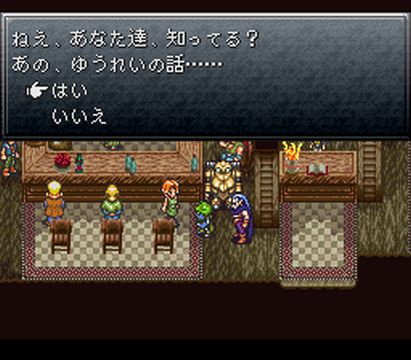 ねえ、あなた達、知ってる？
あの、ゆうれいの話……
はい
いいえ